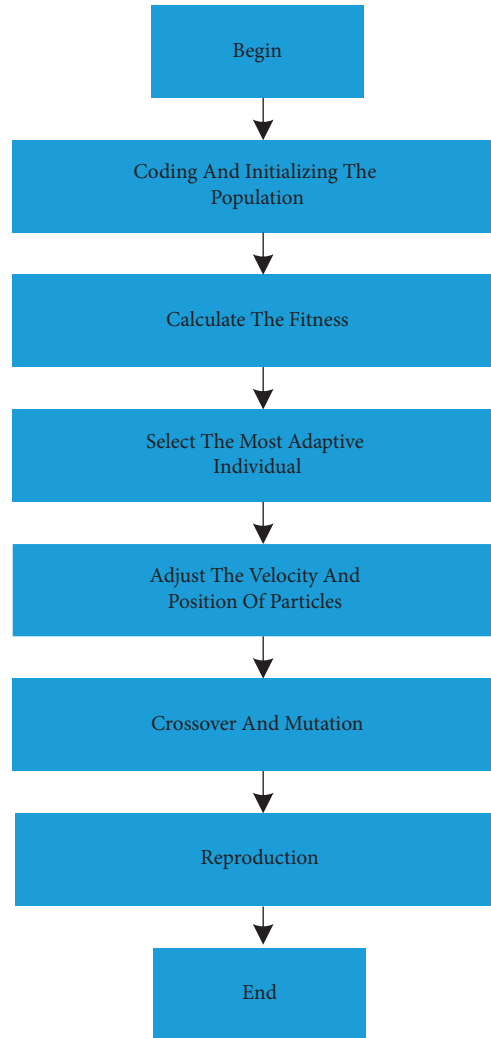 Begin
Coding And Initializing The
Population
Calculate The Fitness
Select The Most Adaptive
Individual
Adjust The Velocity And
Position Of Particles
Crossover And Mutation
Reproduction
End